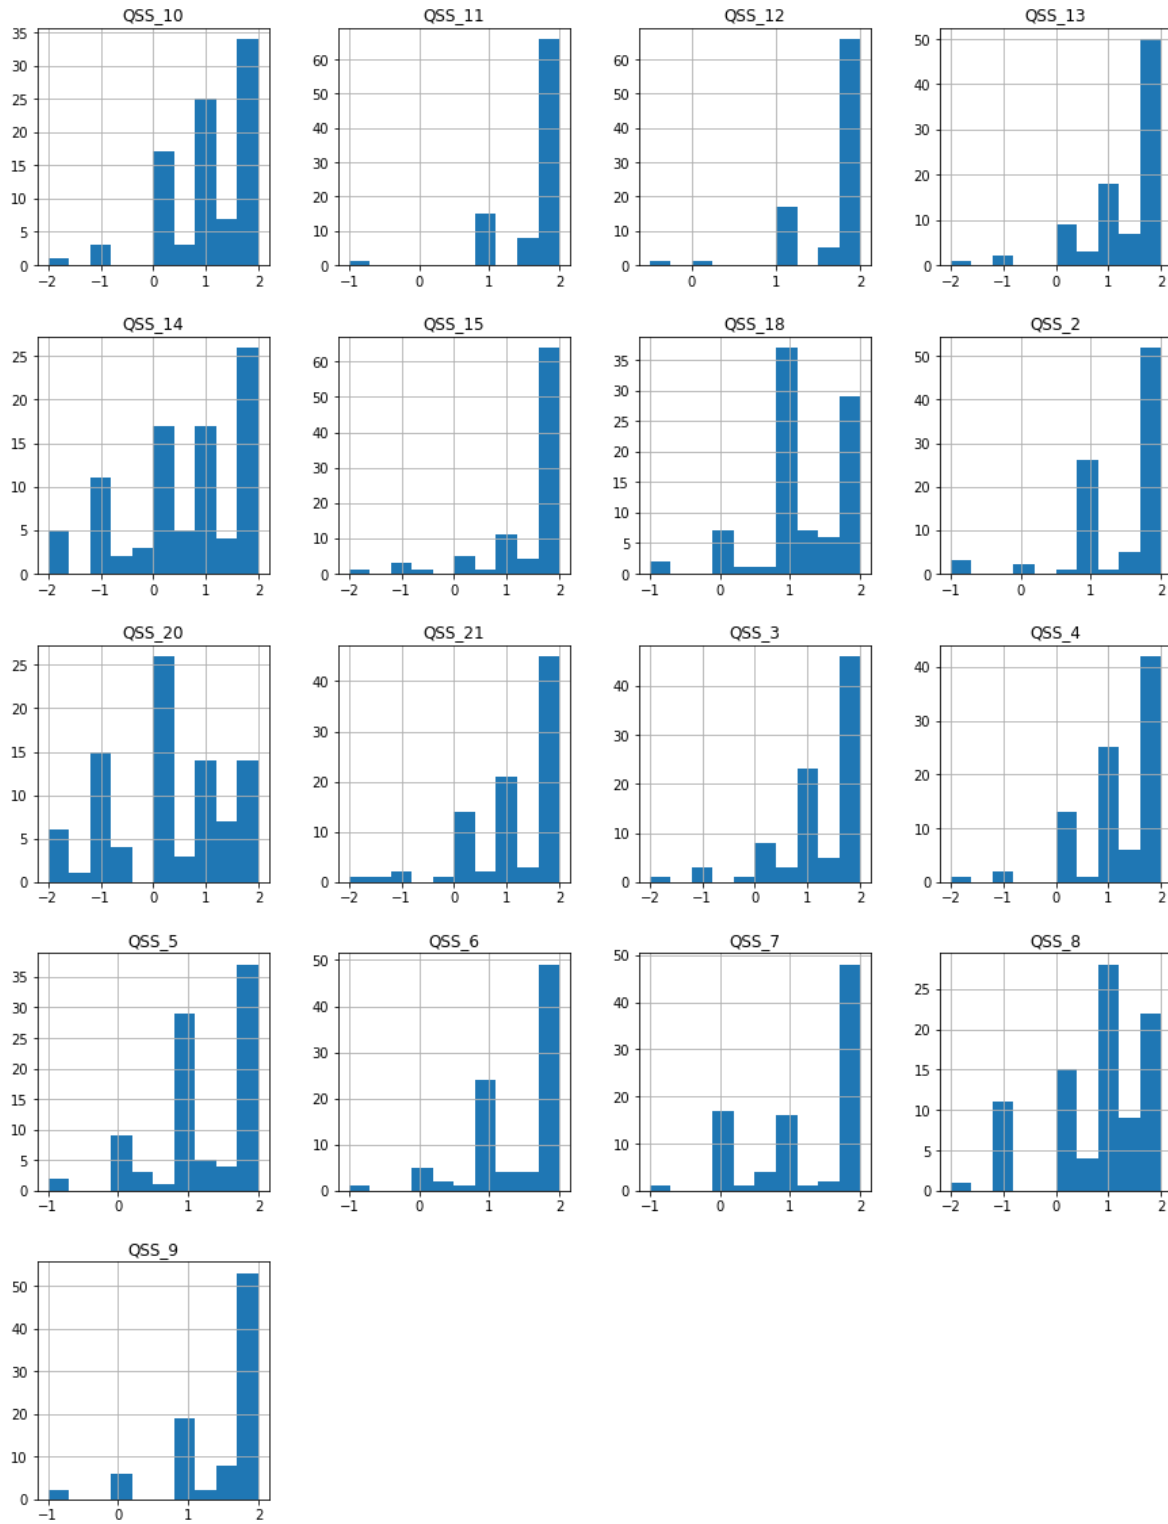 QSS_10 QSS_11 QSS_12 QSS_13
35 30 25 20 15 10 5 0
−2 −1 0 1 2
60 50 40 30 20 10 0
−1 0 1 2
60 50 40 30 20 10 0
0 1 2
50 40 30 20 10 0
−2 −1 0 1 2
QSS_14 QSS_15 QSS_18 QSS_2
25 20 15 10 5 0
−2 −1 0 1 2
60 50 40 30 20 10 0
−2 −1 0 1 2
35 30 25 20 15 10 5 0
−1 0 1 2
50 40 30 20 10 0
−1 0 1 2
QSS_20 QSS_21 QSS_3 QSS_4
25 20 15 10 5 0
−2 −1 0 1 2
40 30 20 10 0
−2 −1 0 1 2
40 30 20 10 0
−2 −1 0 1 2
40 30 20 10 0
−2 −1 0 1 2
QSS_5 QSS_6 QSS_7 QSS_8
35 30 25 20 15 10 5 0
−1 0 1 2
50 40 30 20 10 0
−1 0 1 2
50 40 30 20 10 0
−1 0 1 2
25 20 15 10 5 0
−2 −1 0 1 2
QSS_9
50 40 30 20 10 0
−1 0 1 2